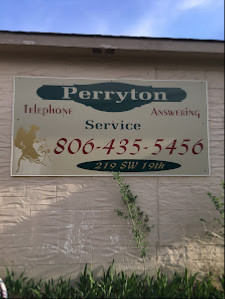 Perryton
Telephone Answering
Service
806-435-5456
219 SW 19th